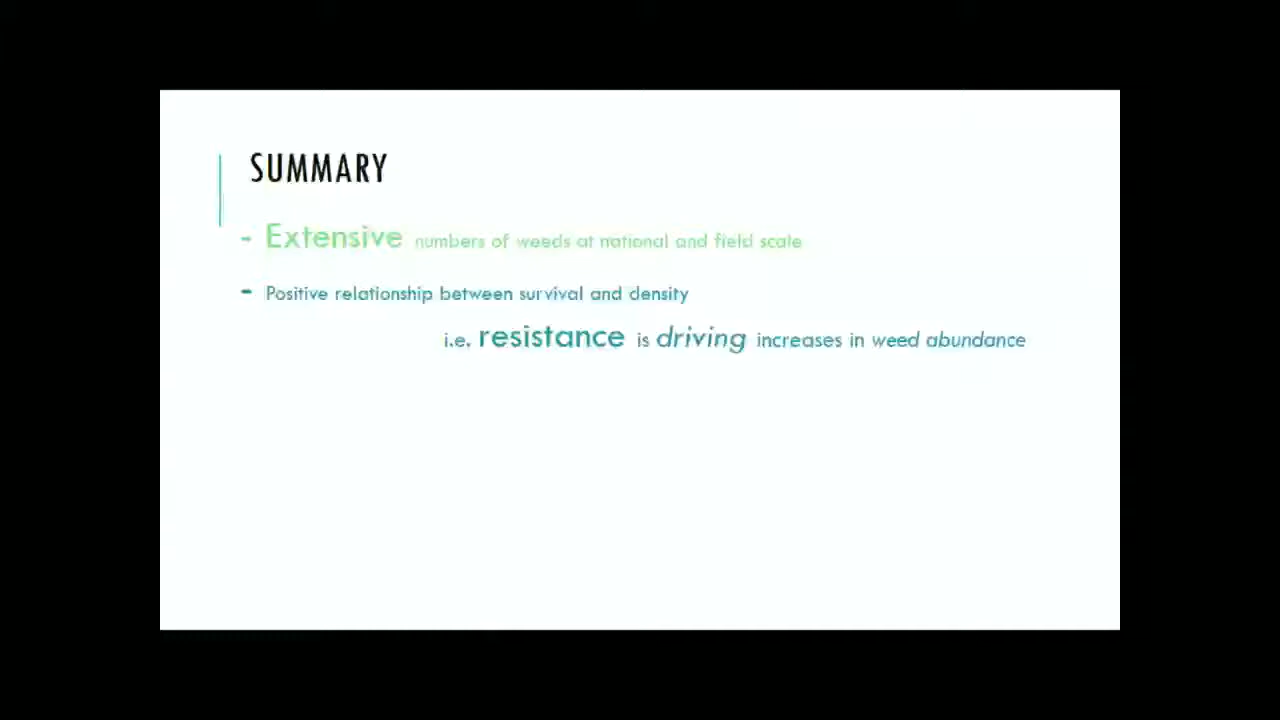 SUMMARY
- Extensive numbers of weeds at national and field scale
- Positive relationship between survival and density
i.e. resistance is driving increases in weed abundance